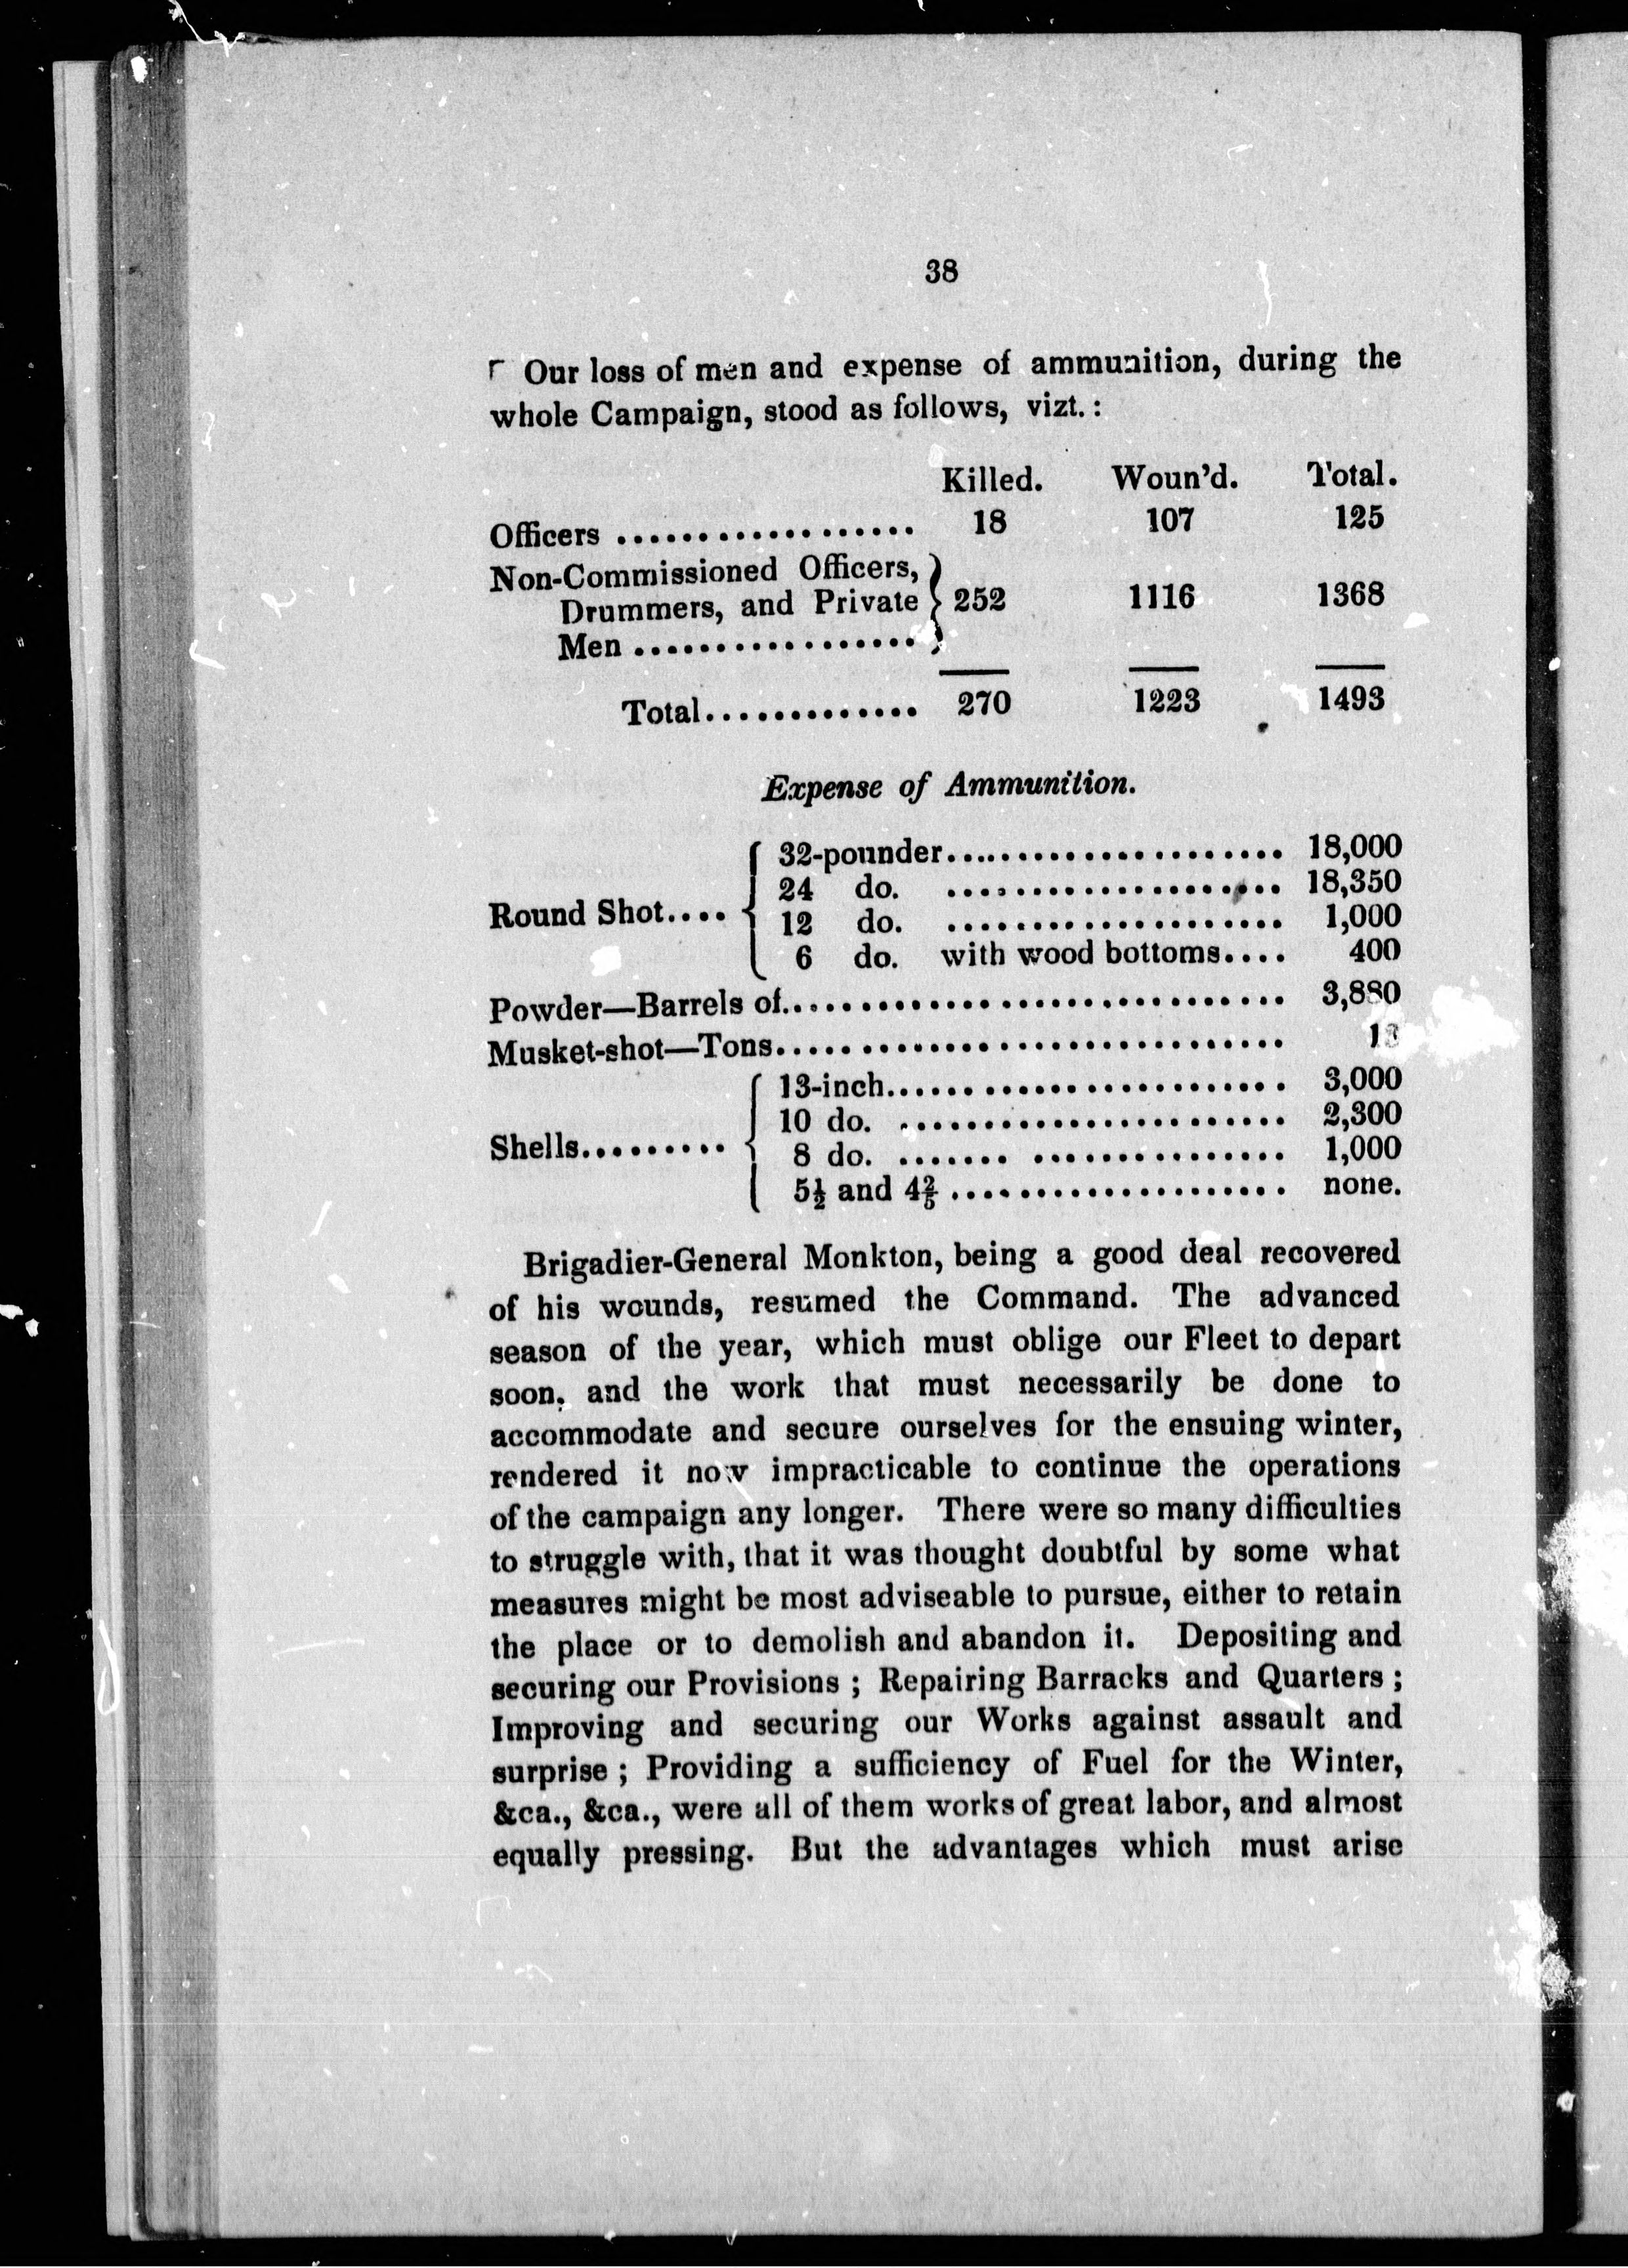 38
Our loss of men and expense of ammunition, during the
whole Campaign, stood as follows, vizt. :
Killed. Woun'd. Total.
Officers .................. 18 107 125
Non-Commissioned Officers,
Drummers, and Private } 252 1116 1368
Men .................
Total............. 270 1223 1493
Expense of Ammunition.
32-pounder.................... 18,000
24 do. .................... 18,350
Round Shot.... {
12 do. .................... 1,000
6 do. with wood bottoms.... 400
Powder—Barrels of.............................. 3,880
Musket-shot—Tons..............................
13-inch........................ 3,000
10 do. ....................... 2,300
Shells......... {
8 do. ....... ............... 1,000
5½ and 4⅖ .................... none.
Brigadier-General Monkton, being a good deal recovered
of his wounds, resumed the Command. The advanced
season of the year, which must oblige our Fleet to depart
soon, and the work that must necessarily be done to
accommodate and secure ourselves for the ensuing winter,
rendered it now impracticable to continue the operations
of the campaign any longer. There were so many difficulties
to struggle with, that it was thought doubtful by some what
measures might be most adviseable to pursue, either to retain
the place or to demolish and abandon it. Depositing and
securing our Provisions ; Repairing Barracks and Quarters ;
Improving and securing our Works against assault and
surprise ; Providing a sufficiency of Fuel for the Winter,
&ca., &ca., were all of them works of great labor, and almost
equally pressing. But the advantages which must arise